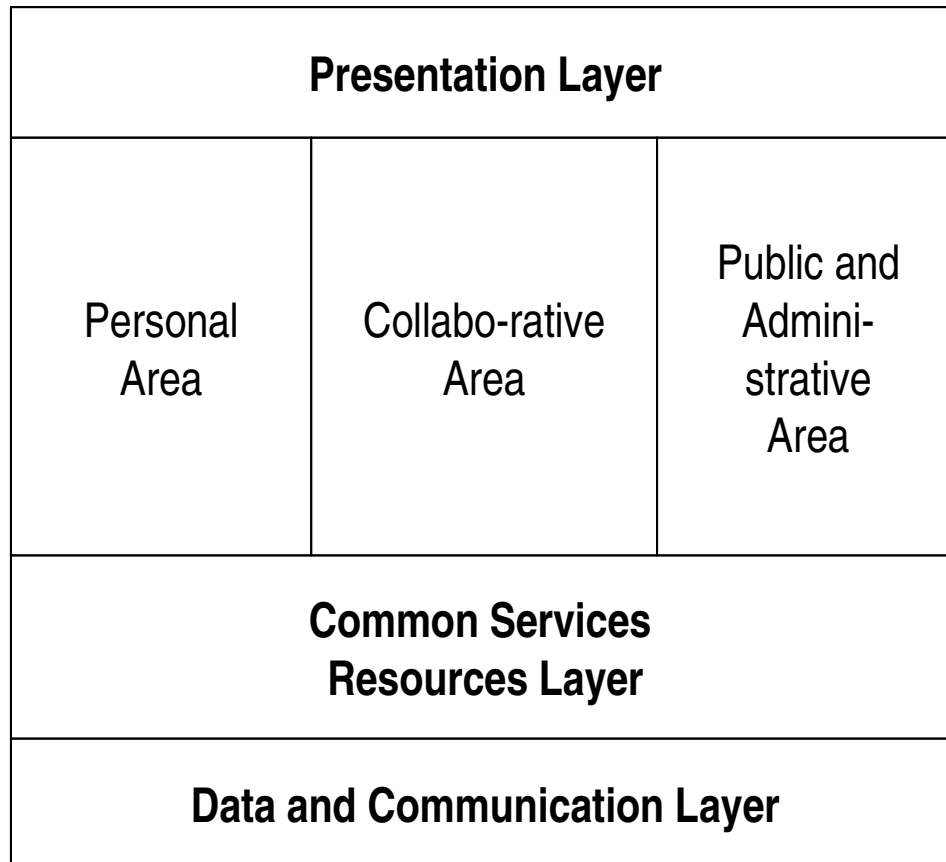 Presentation Layer
Personal
Area
Collabo-rative
Area
Public and
Admini-
strative
Area
Common Services
Resources Layer
Data and Communication Layer